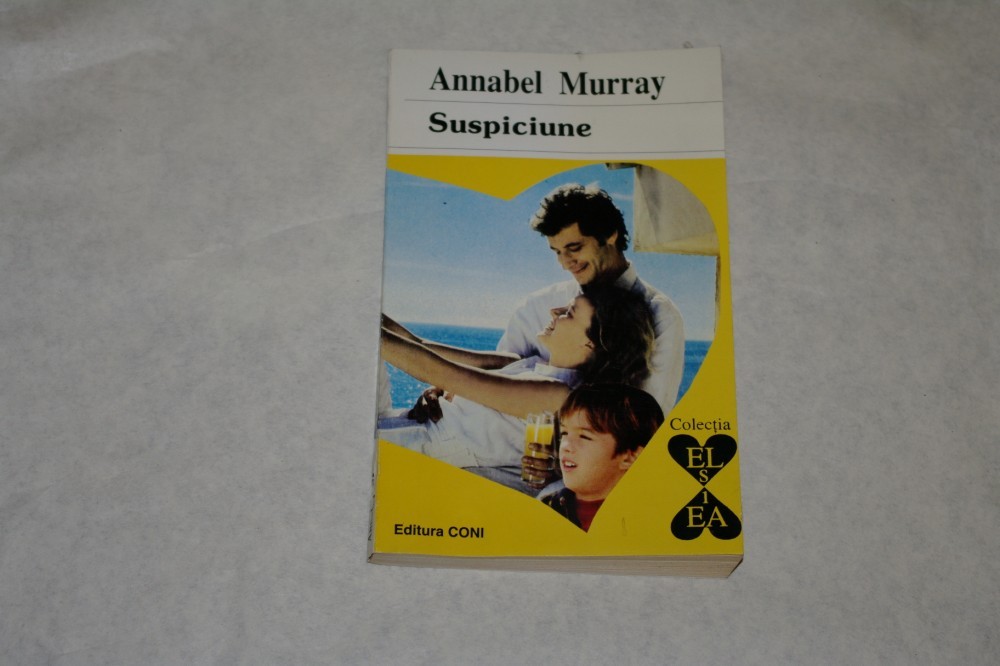 Annabel Murray
Suspiciune
Colecția
EL
și
EA
Editura CONI